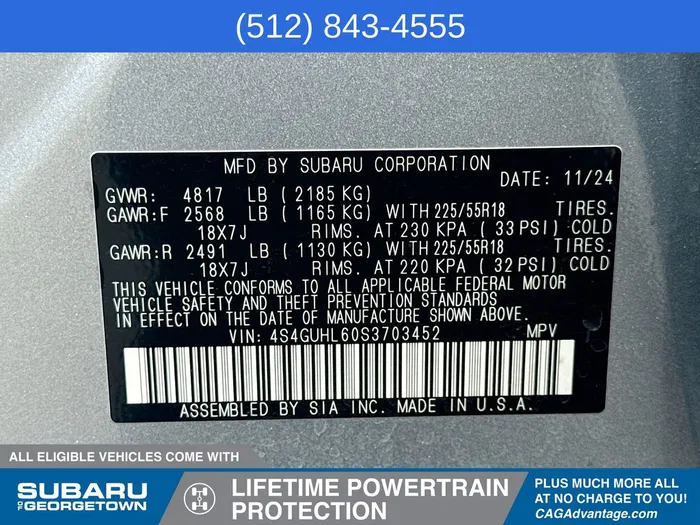 (512) 843-4555
MFD BY SUBARU CORPORATION
GVWR: 4817 LB ( 2185 KG) DATE: 11/24
GAWR:F 2568 LB ( 1165 KG) WITH 225/55R18 TIRES.
18X7J RIMS. AT 230 KPA ( 33 PSI) COLD
GAWR:R 2491 LB ( 1130 KG) WITH 225/55R18 TIRES.
18X7J RIMS. AT 220 KPA ( 32 PSI) COLD
THIS VEHICLE CONFORMS TO ALL APPLICABLE FEDERAL MOTOR
VEHICLE SAFETY AND THEFT PREVENTION STANDARDS
IN EFFECT ON THE DATE OF MANUFACTURE SHOWN ABOVE.
VIN: 4S4GUHL60S3703452 MPV
ASSEMBLED BY SIA INC. MADE IN U.S.A.
ALL ELIGIBLE VEHICLES COME WITH
SUBARU
OF GEORGETOWN
LIFETIME POWERTRAIN
PROTECTION
PLUS MUCH MORE ALL
AT NO CHARGE TO YOU!
CAGAdvantage.com*